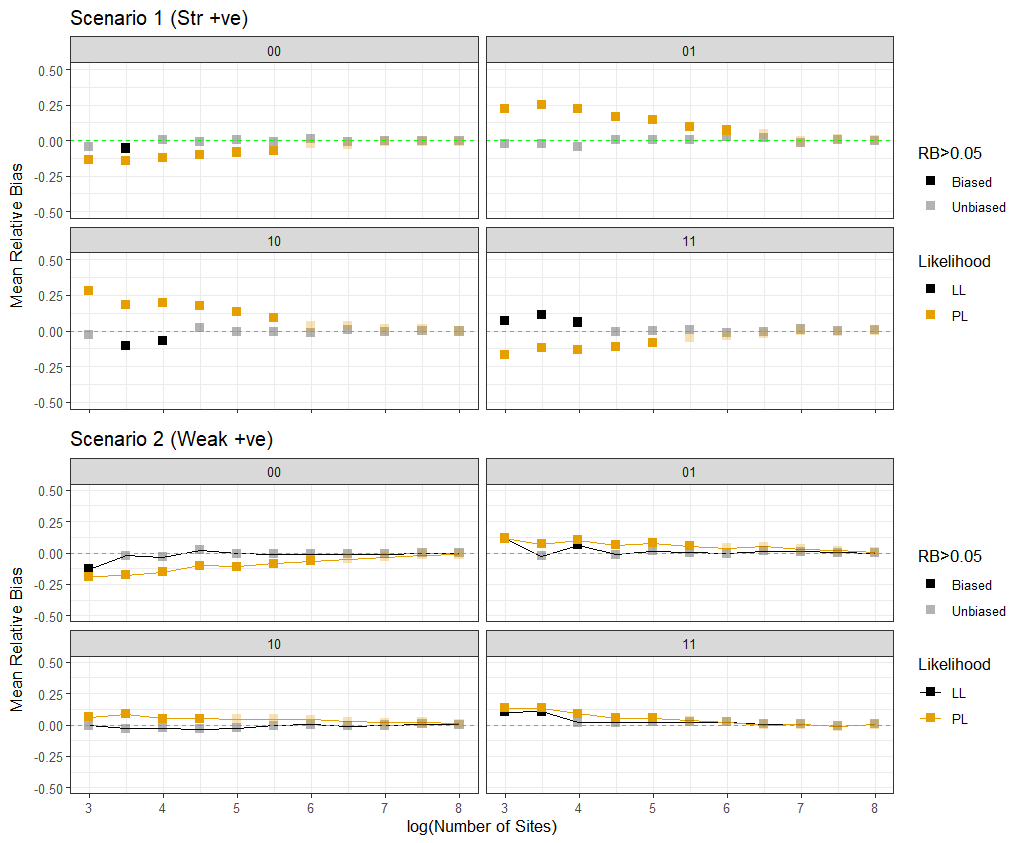 Scenario 1 (Str +ve)
00
01
0.50
0.25
0.00
-0.25
-0.50
10
11
0.50
0.25
0.00
-0.25
-0.50
Mean Relative Bias
RB>0.05
Biased
Unbiased
Likelihood
LL
PL
Scenario 2 (Weak +ve)
00
01
0.50
0.25
0.00
-0.25
-0.50
10
11
0.50
0.25
0.00
-0.25
-0.50
Mean Relative Bias
3 4 5 6 7 8
3 4 5 6 7 8
log(Number of Sites)
RB>0.05
Biased
Unbiased
Likelihood
LL
PL